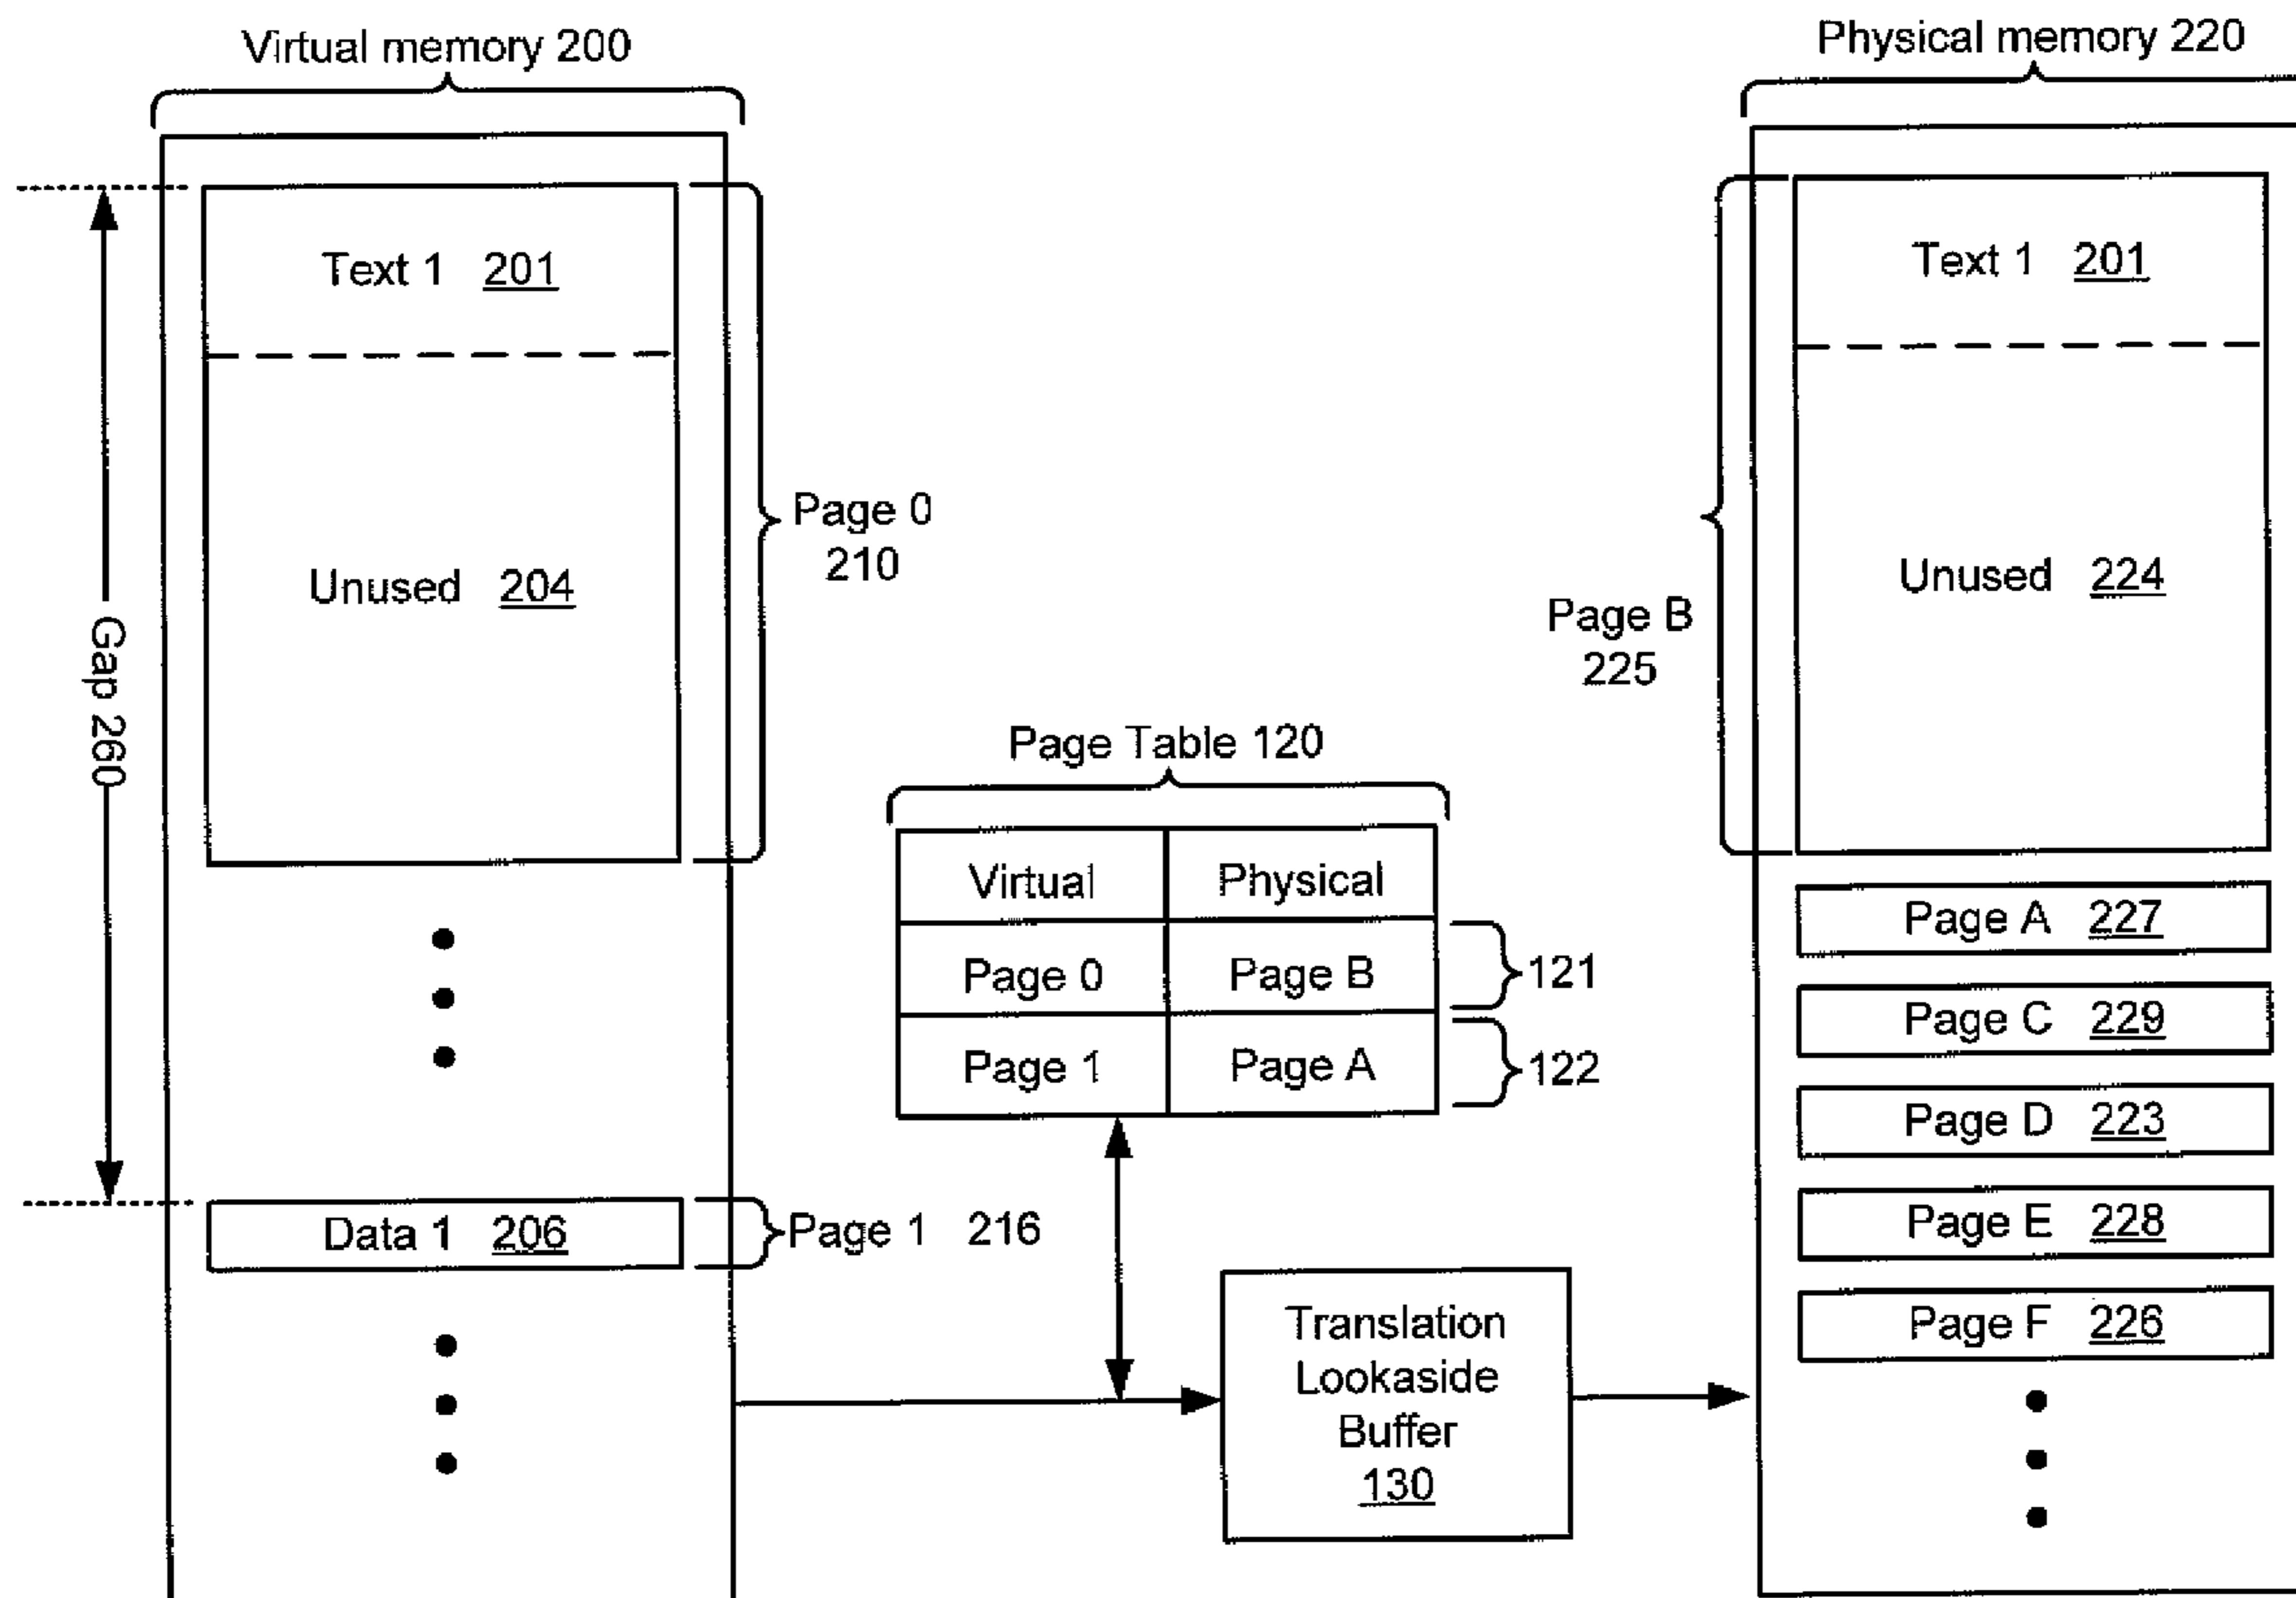 Virtual memory 200
Text 1 201
Unused 204
Page 0
210
Gap 260
Data 1 206
Page 1 216
Page Table 120
Virtual Physical
Page 0 Page B
121
Page 1 Page A
122
Translation
Lookaside
Buffer
130
Physical memory 220
Text 1 201
Unused 224
Page B
225
Page A 227
Page C 229
Page D 223
Page E 228
Page F 226